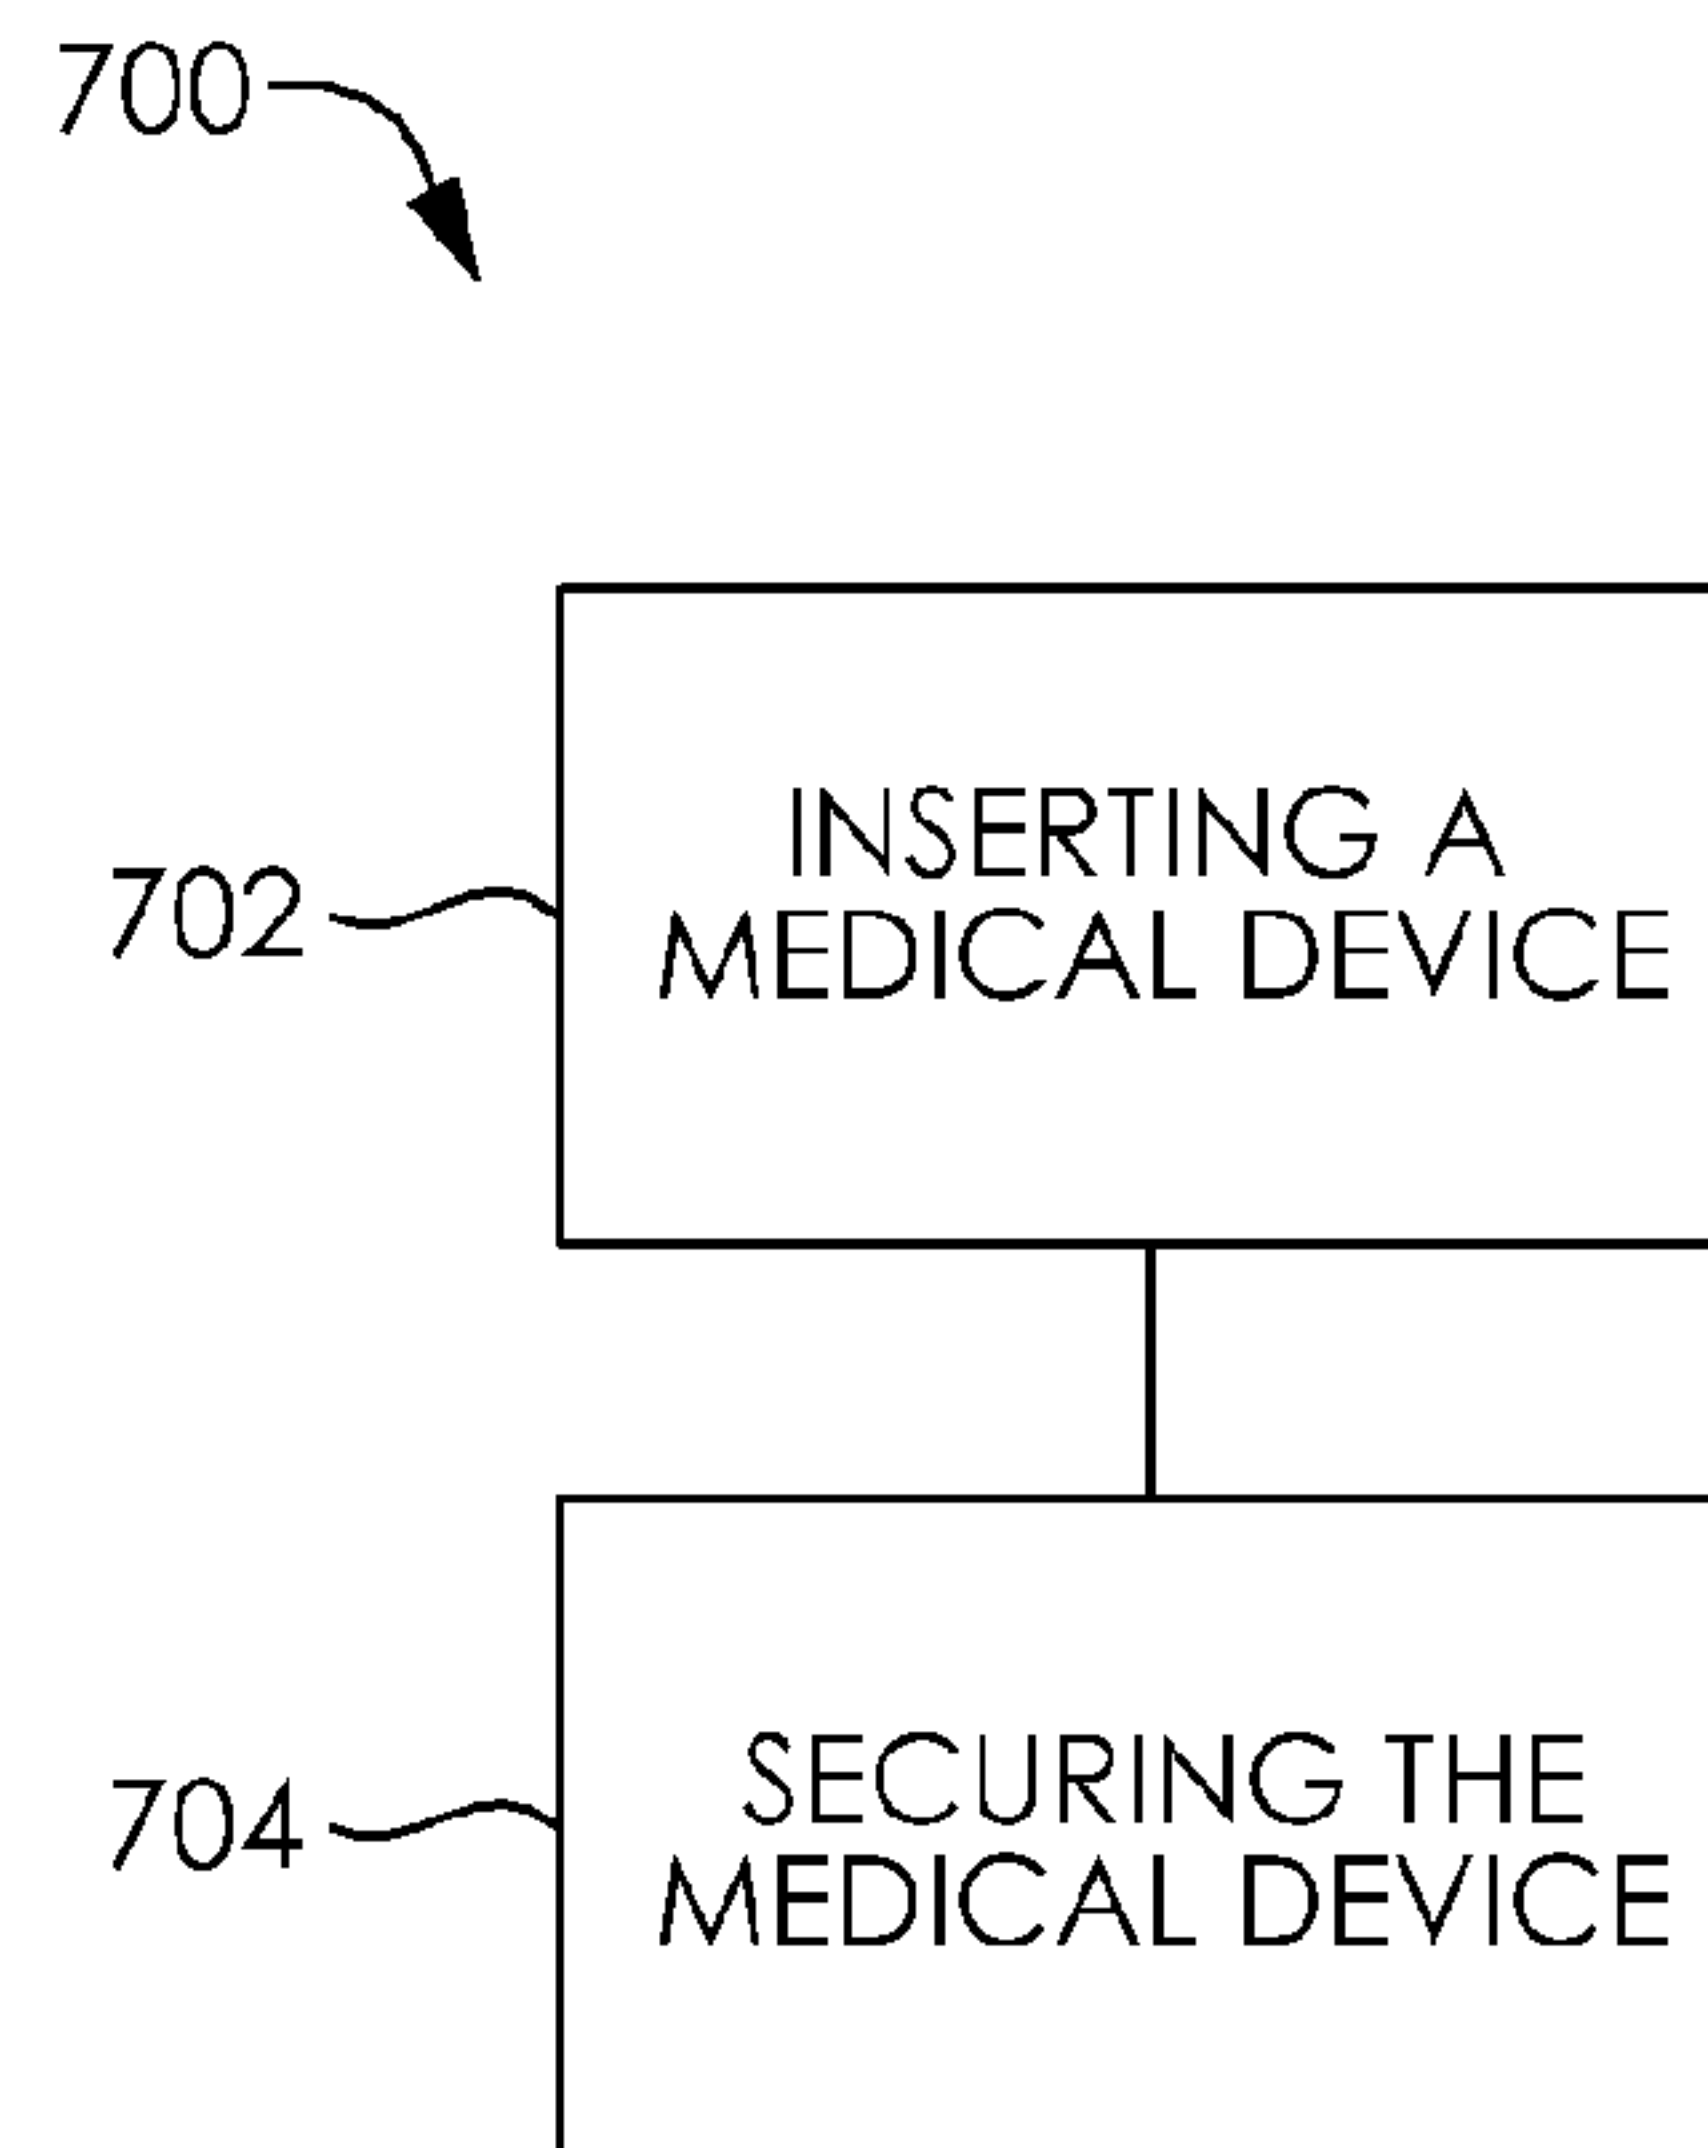 700
702
INSERTING A
MEDICAL DEVICE
704
SECURING THE
MEDICAL DEVICE